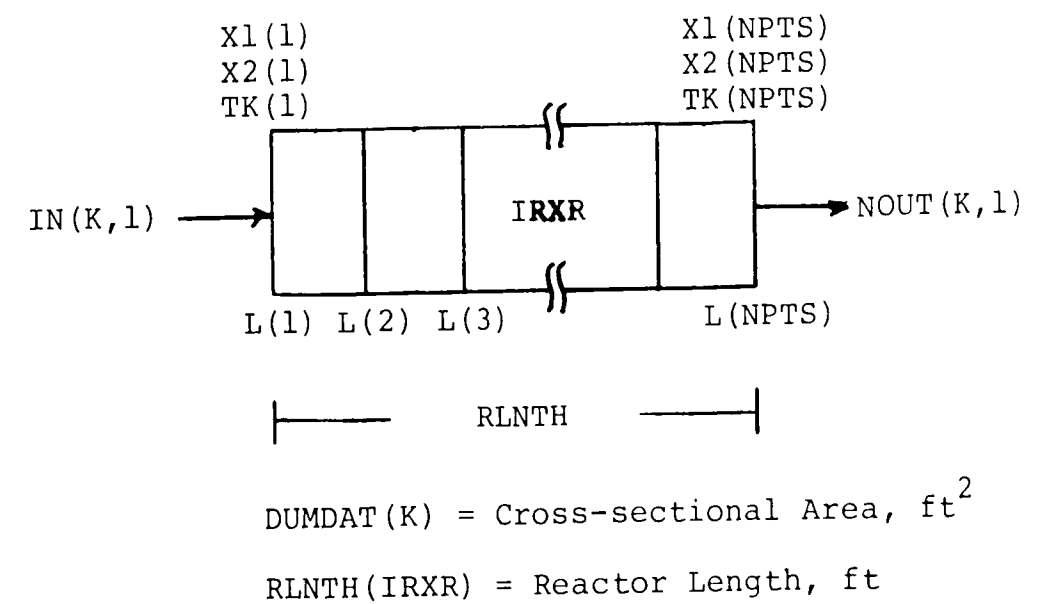 X1(1)
X2(1)
TK(1)
X1(NPTS)
X2(NPTS)
TK(NPTS)
IN(K,1)
IRXR
NOUT(K,1)
L(1) L(2) L(3)
L(NPTS)
RLNTH
DUMDAT(K) = Cross-sectional Area, ft²
RLNTH(IRXR) = Reactor Length, ft